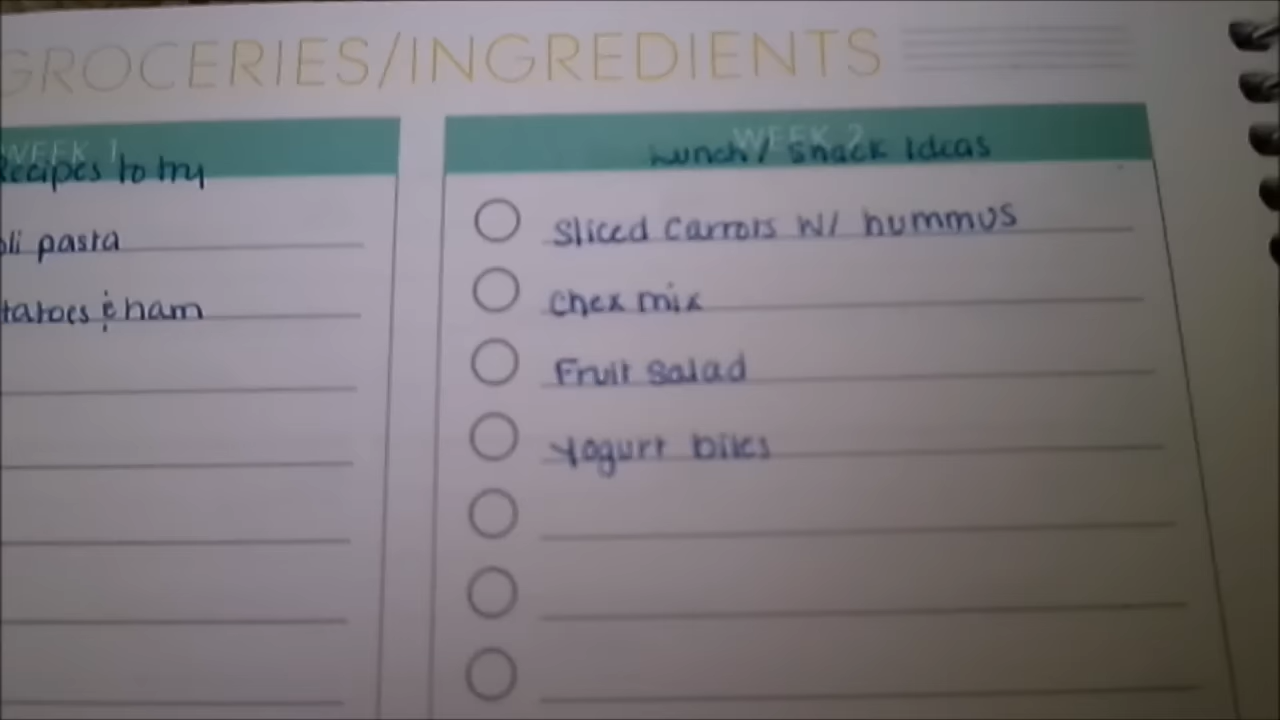 GROCERIES/INGREDIENTS
WEEK 1
Recipes to try
oli pasta
tatoes & ham
WEEK 2
Lunch / Snack Ideas
Sliced Carrots W/ hummus
Chex mix
Fruit Salad
Yogurt bites